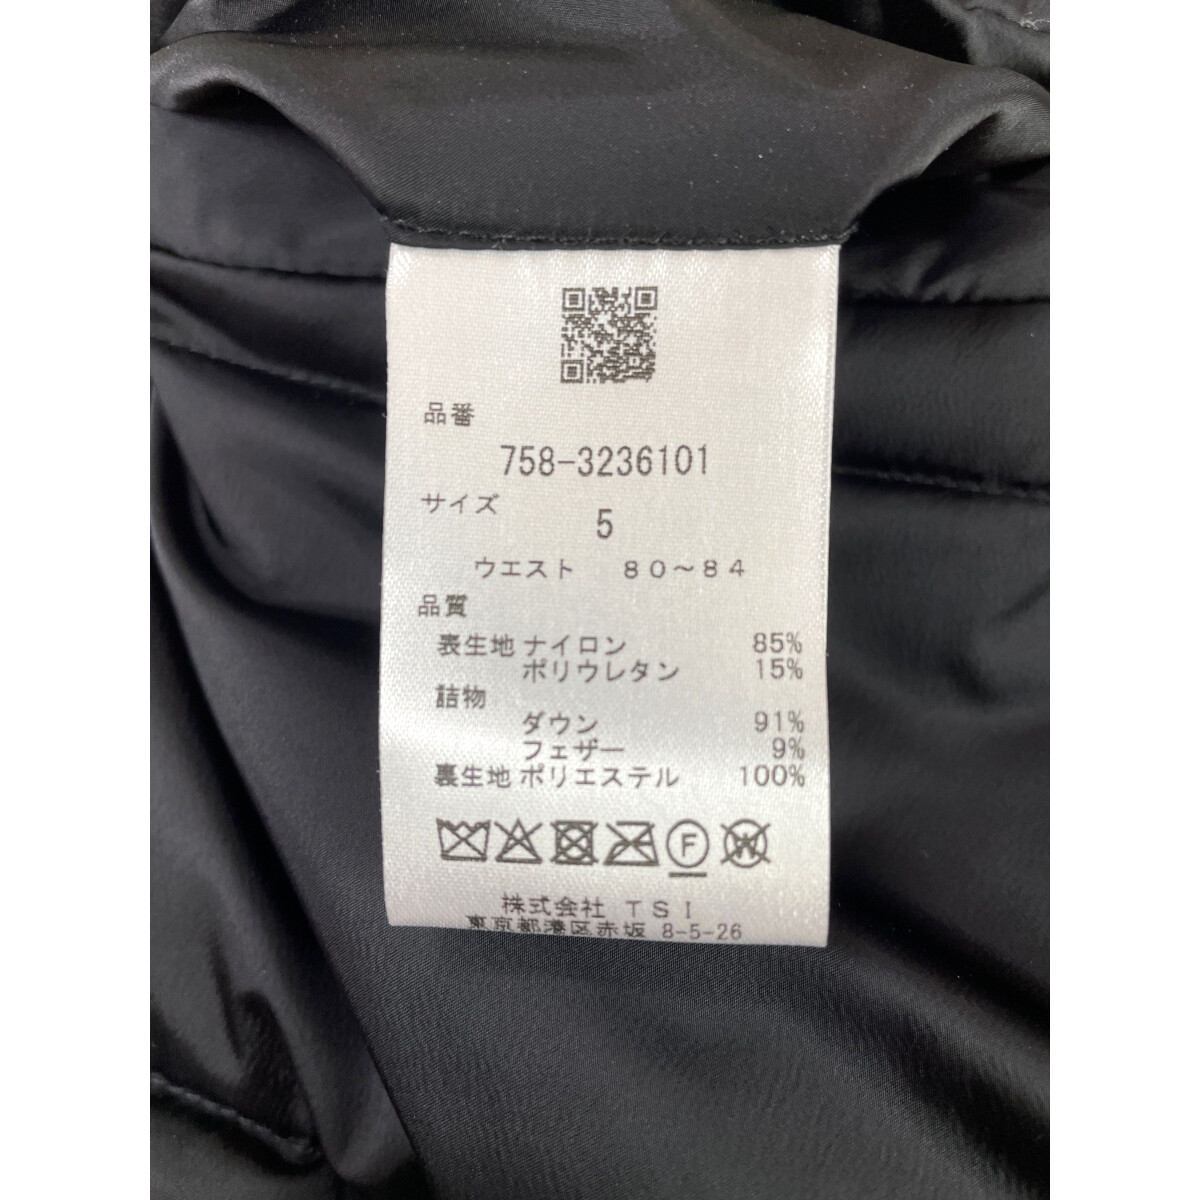 品番
758-3236101
サイズ
5
ウエスト 80～84
品質
表生地 ナイロン 85%
ポリウレタン 15%
詰物
ダウン 91%
フェザー 9%
裏生地 ポリエステル 100%
F
W
株式会社 TSI
東京都港区赤坂 8-5-26